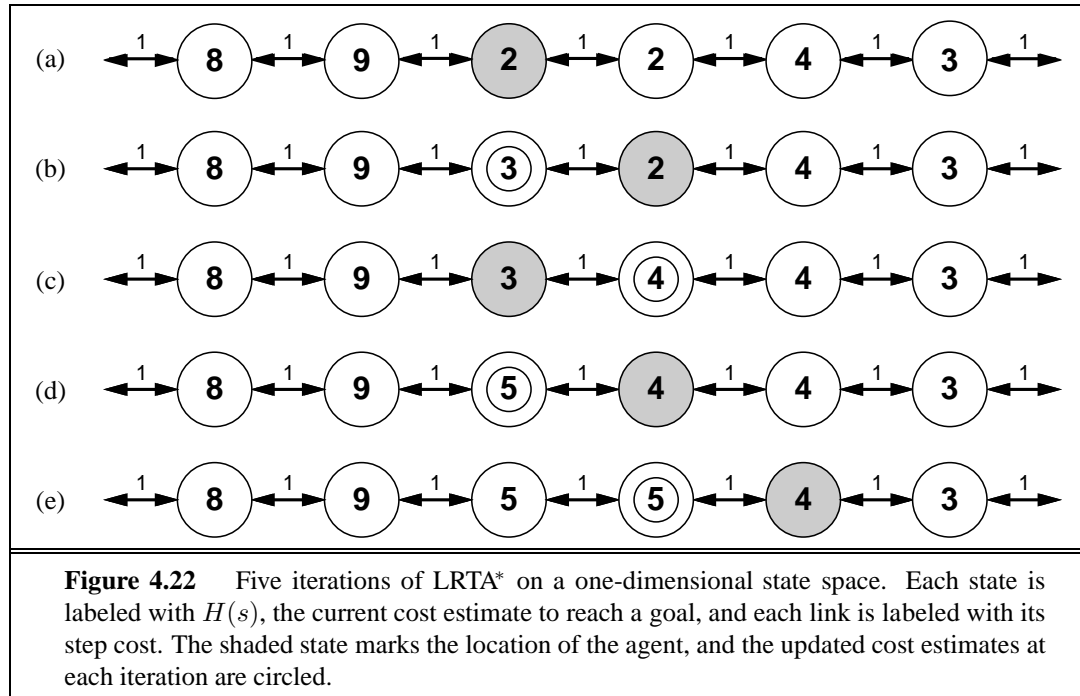 1 1 1 1 1 1 1
(a) 8 9 2 2 4 3
1 1 1 1 1 1 1
(b) 8 9 3 2 4 3
1 1 1 1 1 1 1
(c) 8 9 3 4 4 3
1 1 1 1 1 1 1
(d) 8 9 5 4 4 3
1 1 1 1 1 1 1
(e) 8 9 5 5 4 3
Figure 4.22 Five iterations of LRTA* on a one-dimensional state space. Each state is
labeled with H(s), the current cost estimate to reach a goal, and each link is labeled with its
step cost. The shaded state marks the location of the agent, and the updated cost estimates at
each iteration are circled.